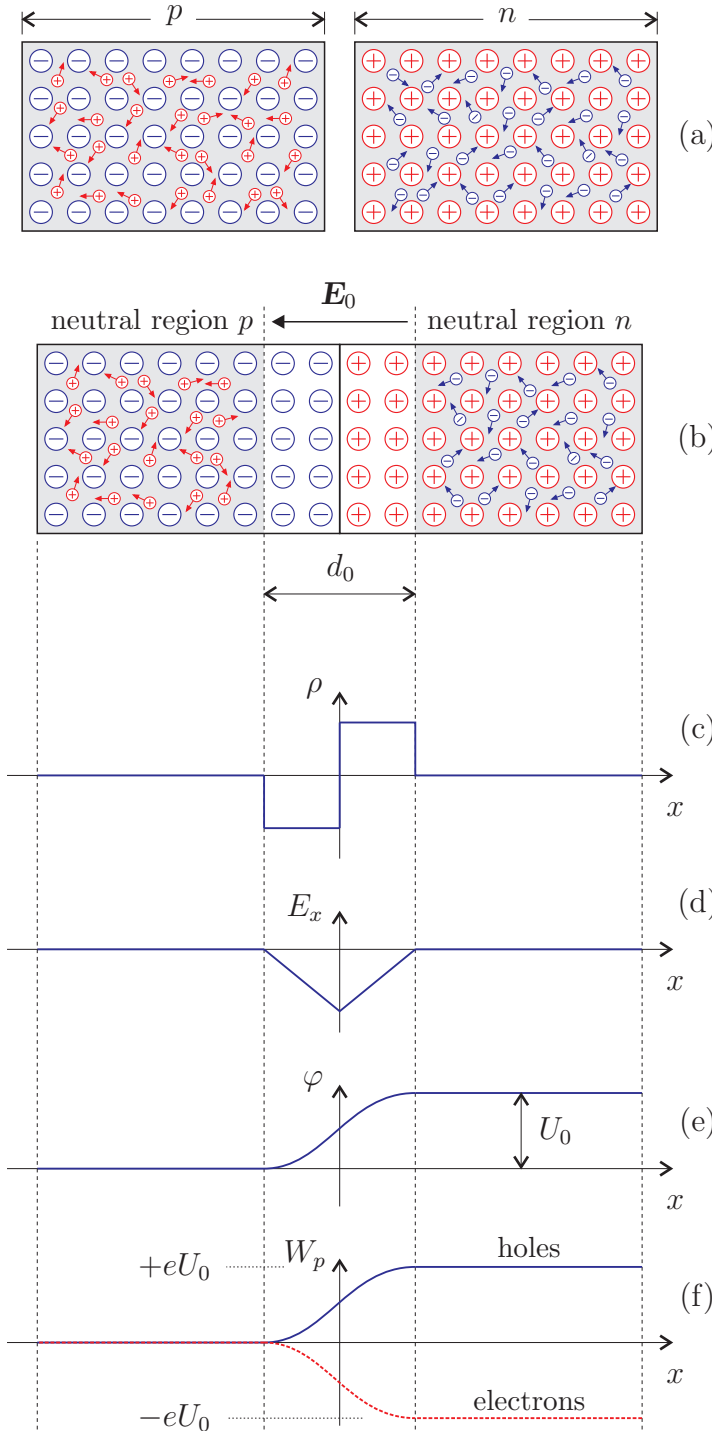 p n
(a)
E₀
neutral region p neutral region n
(b)
d₀
ρ
(c)
x
Eₓ
(d)
x
φ
U₀
(e)
x
+eU₀ Wₚ holes
(f)
x
−eU₀ electrons